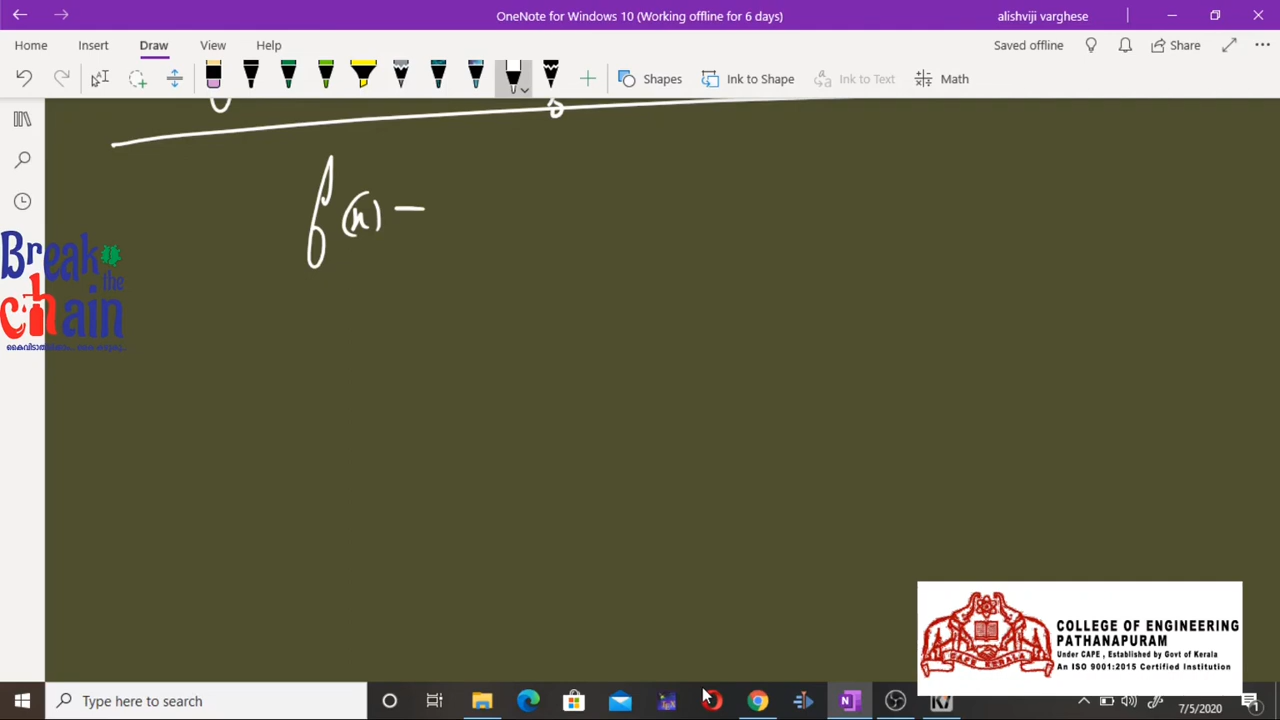 OneNote for Windows 10 (Working offline for 6 days)
alishviji varghese
Home Insert Draw View Help
Saved offline
Share
Shapes
Ink to Shape
Ink to Text
Math
f(x) –
Break
the
chain
COLLEGE OF ENGINEERING
PATHANAPURAM
Under CAPE , Established by Govt of Kerala
An ISO 9001:2015 Certified Institution
CAPE KERALA
Type here to search
7/5/2020